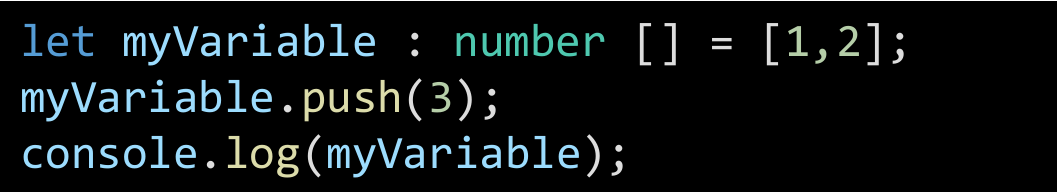 let myVariable : number [] = [1,2];
myVariable.push(3);
console.log(myVariable);